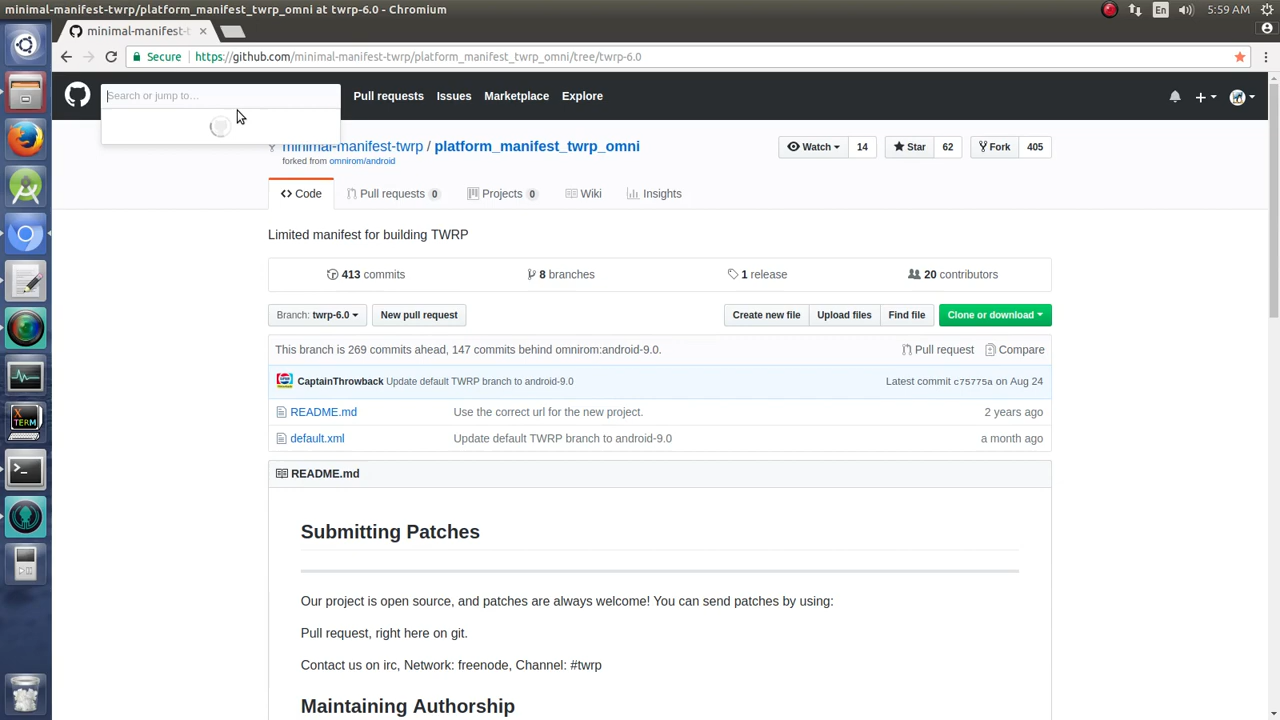 minimal-manifest-twrp/platform_manifest_twrp_omni at twrp-6.0 - Chromium
En
5:59 AM
minimal-manifest-t
Secure
https://github.com/minimal-manifest-twrp/platform_manifest_twrp_omni/tree/twrp-6.0
Search or jump to…
Pull requests
Issues
Marketplace
Explore
minimal-manifest-twrp / platform_manifest_twrp_omni
forked from omnirom/android
Watch 14
Star 62
Fork 405
Code
Pull requests 0
Projects 0
Wiki
Insights
Limited manifest for building TWRP
413 commits
8 branches
1 release
20 contributors
Branch: twrp-6.0
New pull request
Create new file
Upload files
Find file
Clone or download
This branch is 269 commits ahead, 147 commits behind omnirom:android-9.0.
Pull request
Compare
CaptainThrowback Update default TWRP branch to android-9.0
Latest commit c75775a on Aug 24
README.md
Use the correct url for the new project.
2 years ago
default.xml
Update default TWRP branch to android-9.0
a month ago
README.md
Submitting Patches
Our project is open source, and patches are always welcome! You can send patches by using:
Pull request, right here on git.
Contact us on irc, Network: freenode, Channel: #twrp
Maintaining Authorship
X
TERM